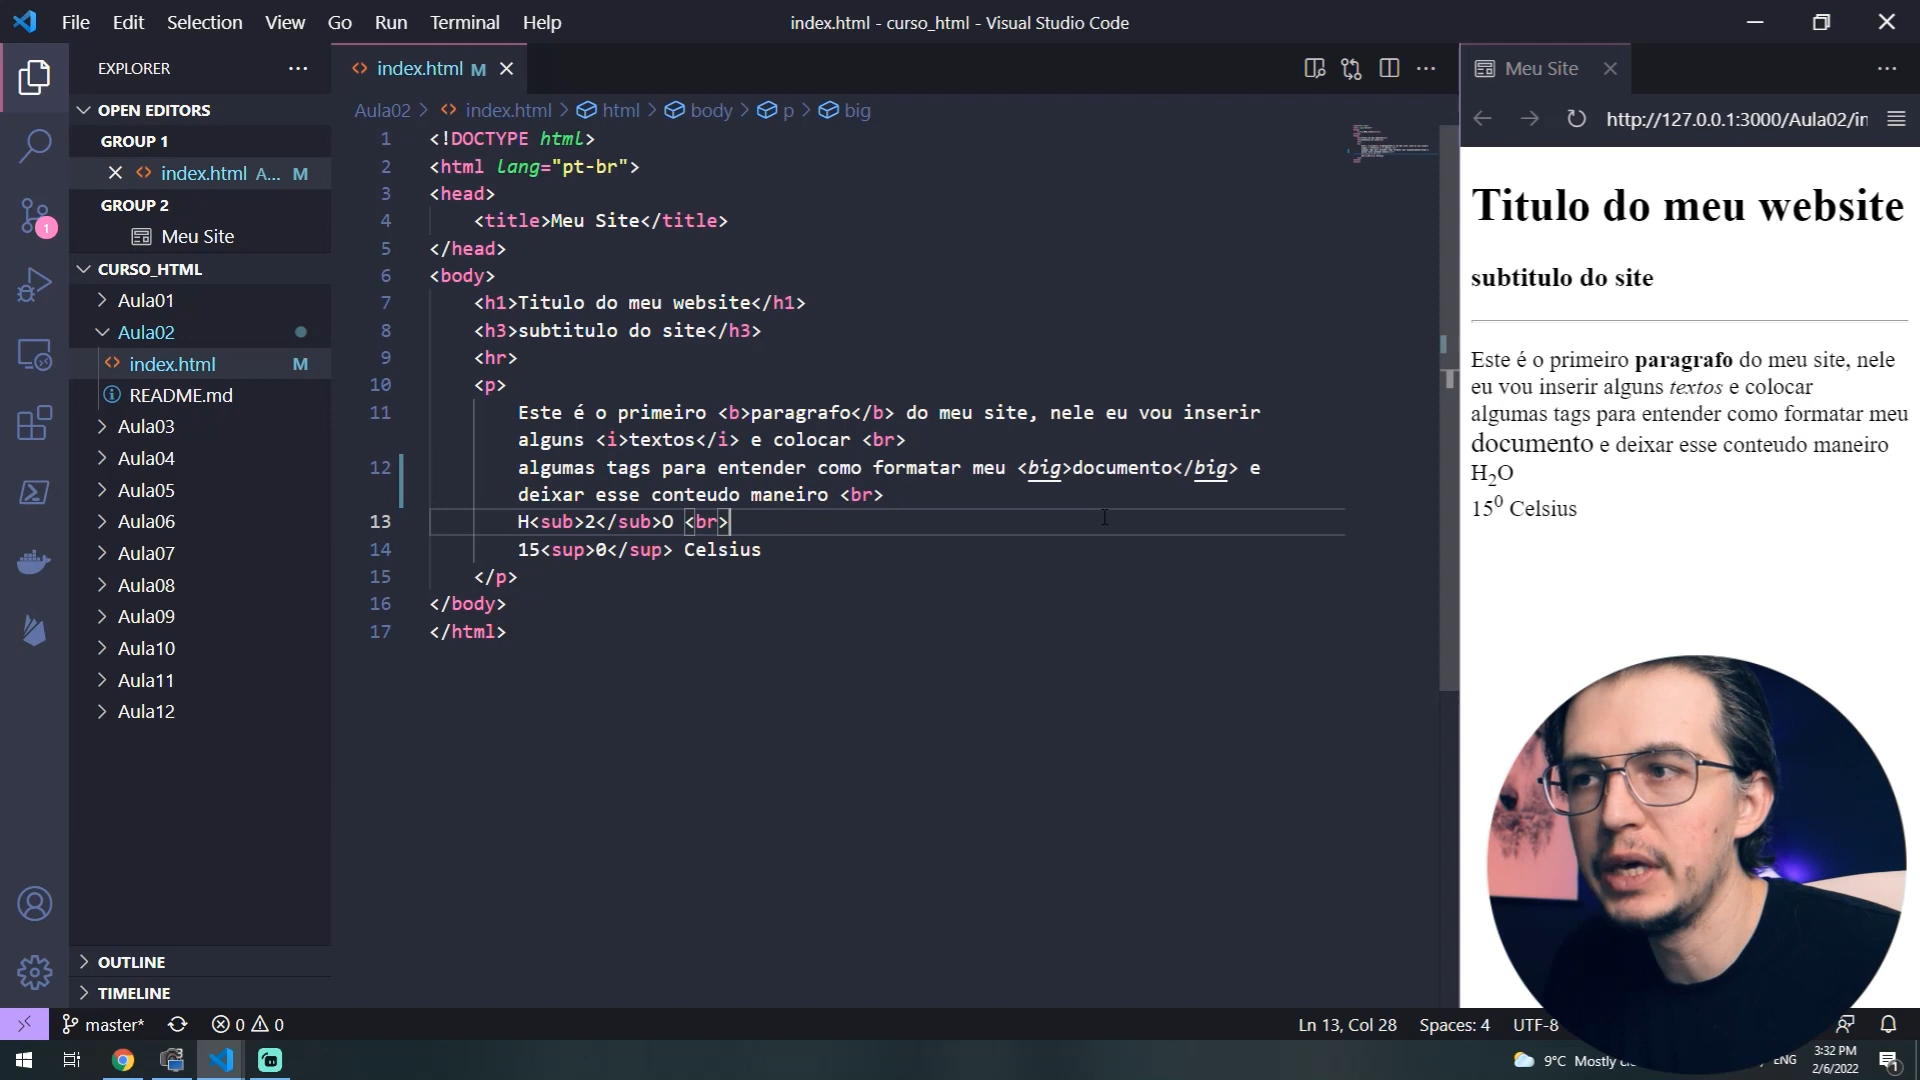 File Edit Selection View Go Run Terminal Help
index.html - curso_html - Visual Studio Code
EXPLORER
OPEN EDITORS
GROUP 1
index.html A... M
GROUP 2
Meu Site
CURSO_HTML
Aula01
Aula02
index.html M
README.md
Aula03
Aula04
Aula05
Aula06
Aula07
Aula08
Aula09
Aula10
Aula11
Aula12
OUTLINE
TIMELINE
1
index.html M
Aula02 > index.html > html > body > p > big
1 <!DOCTYPE html>
2 <html lang="pt-br">
3 <head>
4 <title>Meu Site</title>
5 </head>
6 <body>
7 <h1>Titulo do meu website</h1>
8 <h3>subtitulo do site</h3>
9 <hr>
10 <p>
11 Este é o primeiro <b>paragrafo</b> do meu site, nele eu vou inserir
alguns <i>textos</i> e colocar <br>
12 algumas tags para entender como formatar meu <big>documento</big> e
deixar esse conteudo maneiro <br>
13 H<sub>2</sub>O <br>
14 15<sup>0</sup> Celsius
15 </p>
16 </body>
17 </html>
Meu Site
http://127.0.0.1:3000/Aula02/in
Titulo do meu website
subtitulo do site
Este é o primeiro paragrafo do meu site, nele
eu vou inserir alguns textos e colocar
algumas tags para entender como formatar meu
documento e deixar esse conteudo maneiro
H2O
15⁰ Celsius
master* 0 0
Ln 13, Col 28 Spaces: 4 UTF-8
9°C Mostly ENG
3:32 PM
2/6/2022
1